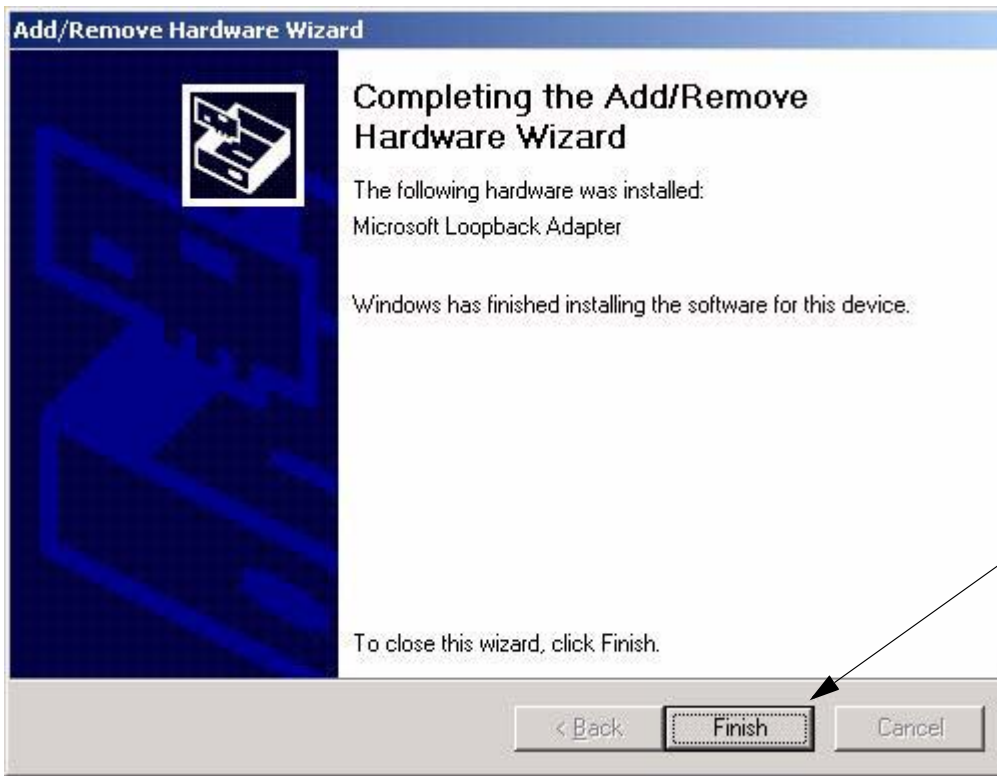 Add/Remove Hardware Wizard
Completing the Add/Remove
Hardware Wizard
The following hardware was installed:
Microsoft Loopback Adapter
Windows has finished installing the software for this device.
To close this wizard, click Finish.
< Back
Finish
Cancel